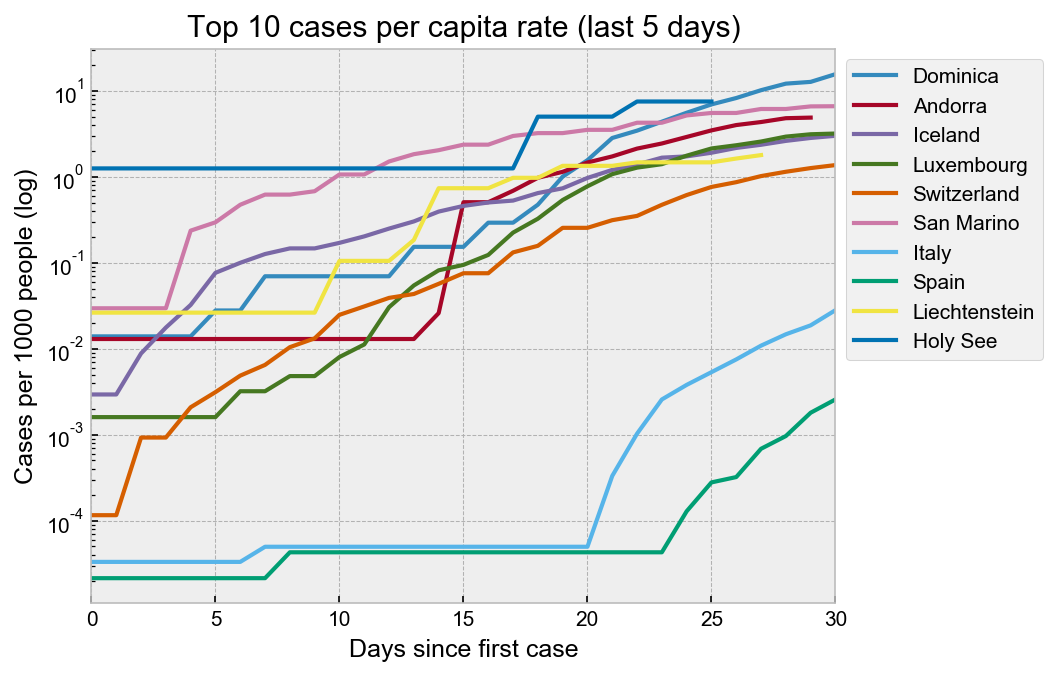 Top 10 cases per capita rate (last 5 days)
Cases per 1000 people (log)
10^1
10^0
10^-1
10^-2
10^-3
10^-4
0 5 10 15 20 25 30
Days since first case
Dominica
Andorra
Iceland
Luxembourg
Switzerland
San Marino
Italy
Spain
Liechtenstein
Holy See